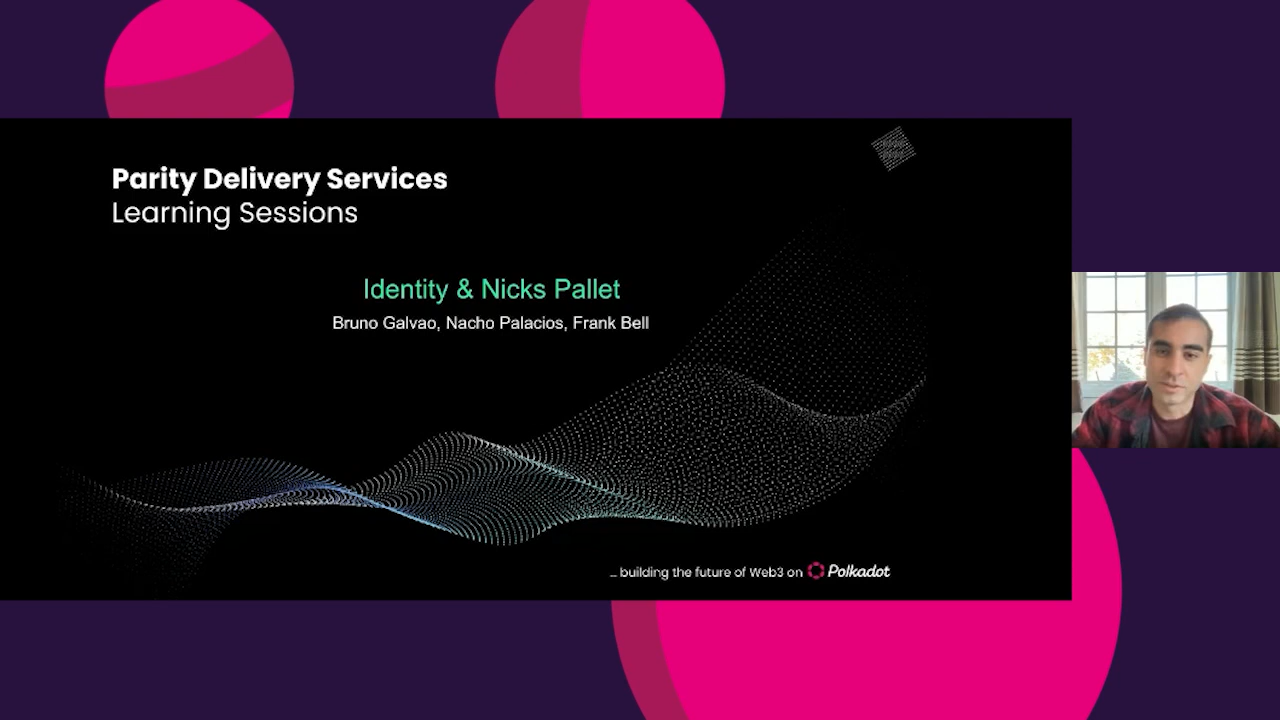 Parity Delivery Services
Learning Sessions
Identity & Nicks Pallet
Bruno Galvao, Nacho Palacios, Frank Bell
_ building the future of Web3 on Polkadot